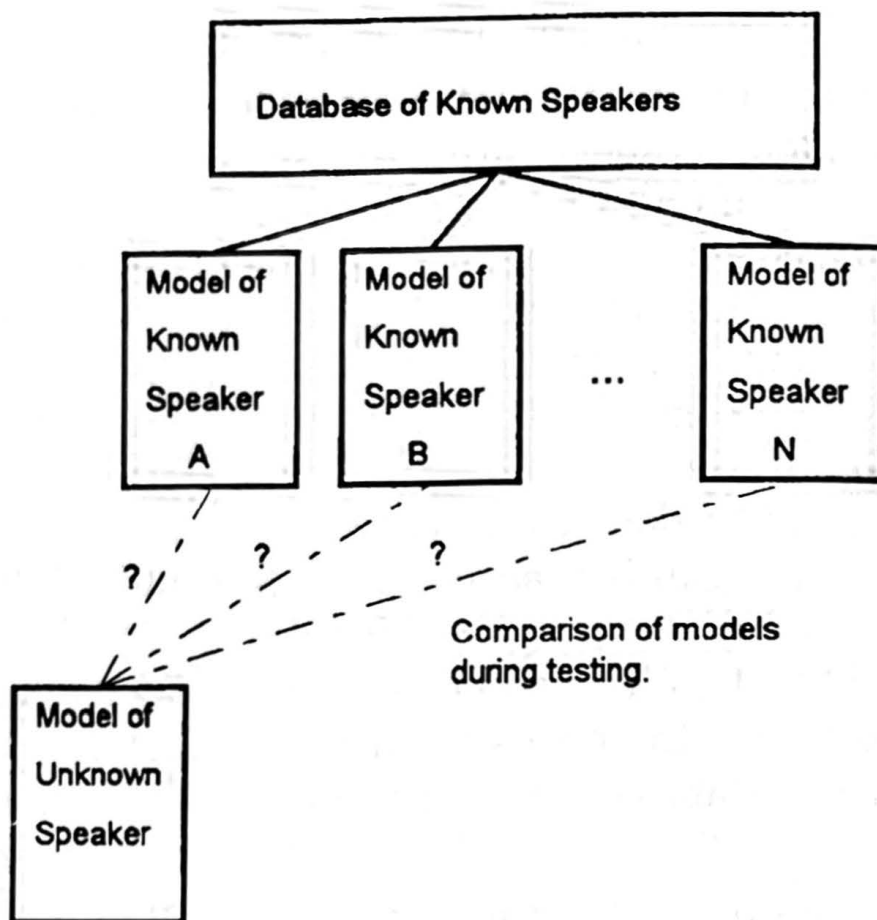 Database of Known Speakers
Model of
Known
Speaker
A
Model of
Known
Speaker
B
...
Model of
Known
Speaker
N
?
?
?
Comparison of models
during testing.
Model of
Unknown
Speaker